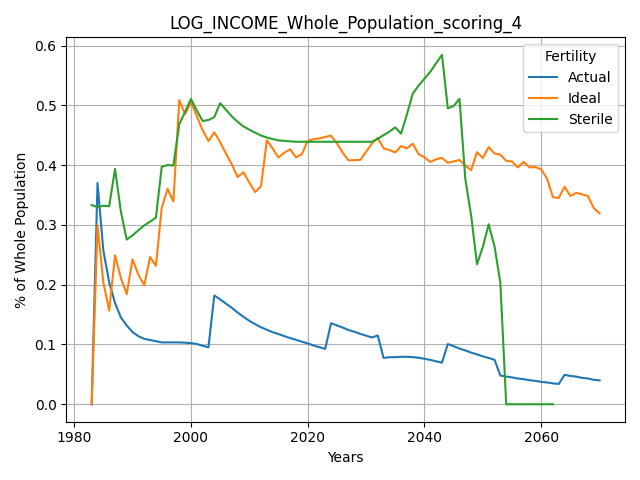 LOG_INCOME_Whole_Population_scoring_4
Fertility
Actual
Ideal
Sterile
% of Whole Population
0.6
0.5
0.4
0.3
0.2
0.1
0.0
1980
2000
2020
2040
2060
Years